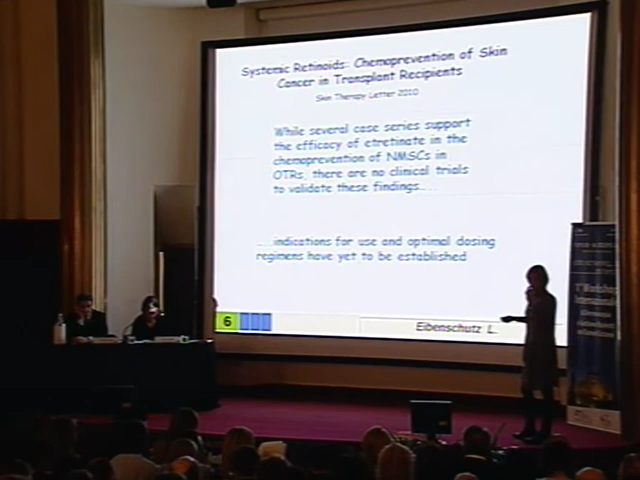 Systemic Retinoids: Chemoprevention of Skin
Cancer in Transplant Recipients
Skin Therapy Letter 2010
While several case series support
the efficacy of etretinate in the
chemoprevention of NMSCs in
OTRs, there are no clinical trials
to validate these findings....
....indications for use and optimal dosing
regimens have yet to be established
6
Eibenschutz L.
1° Workshop